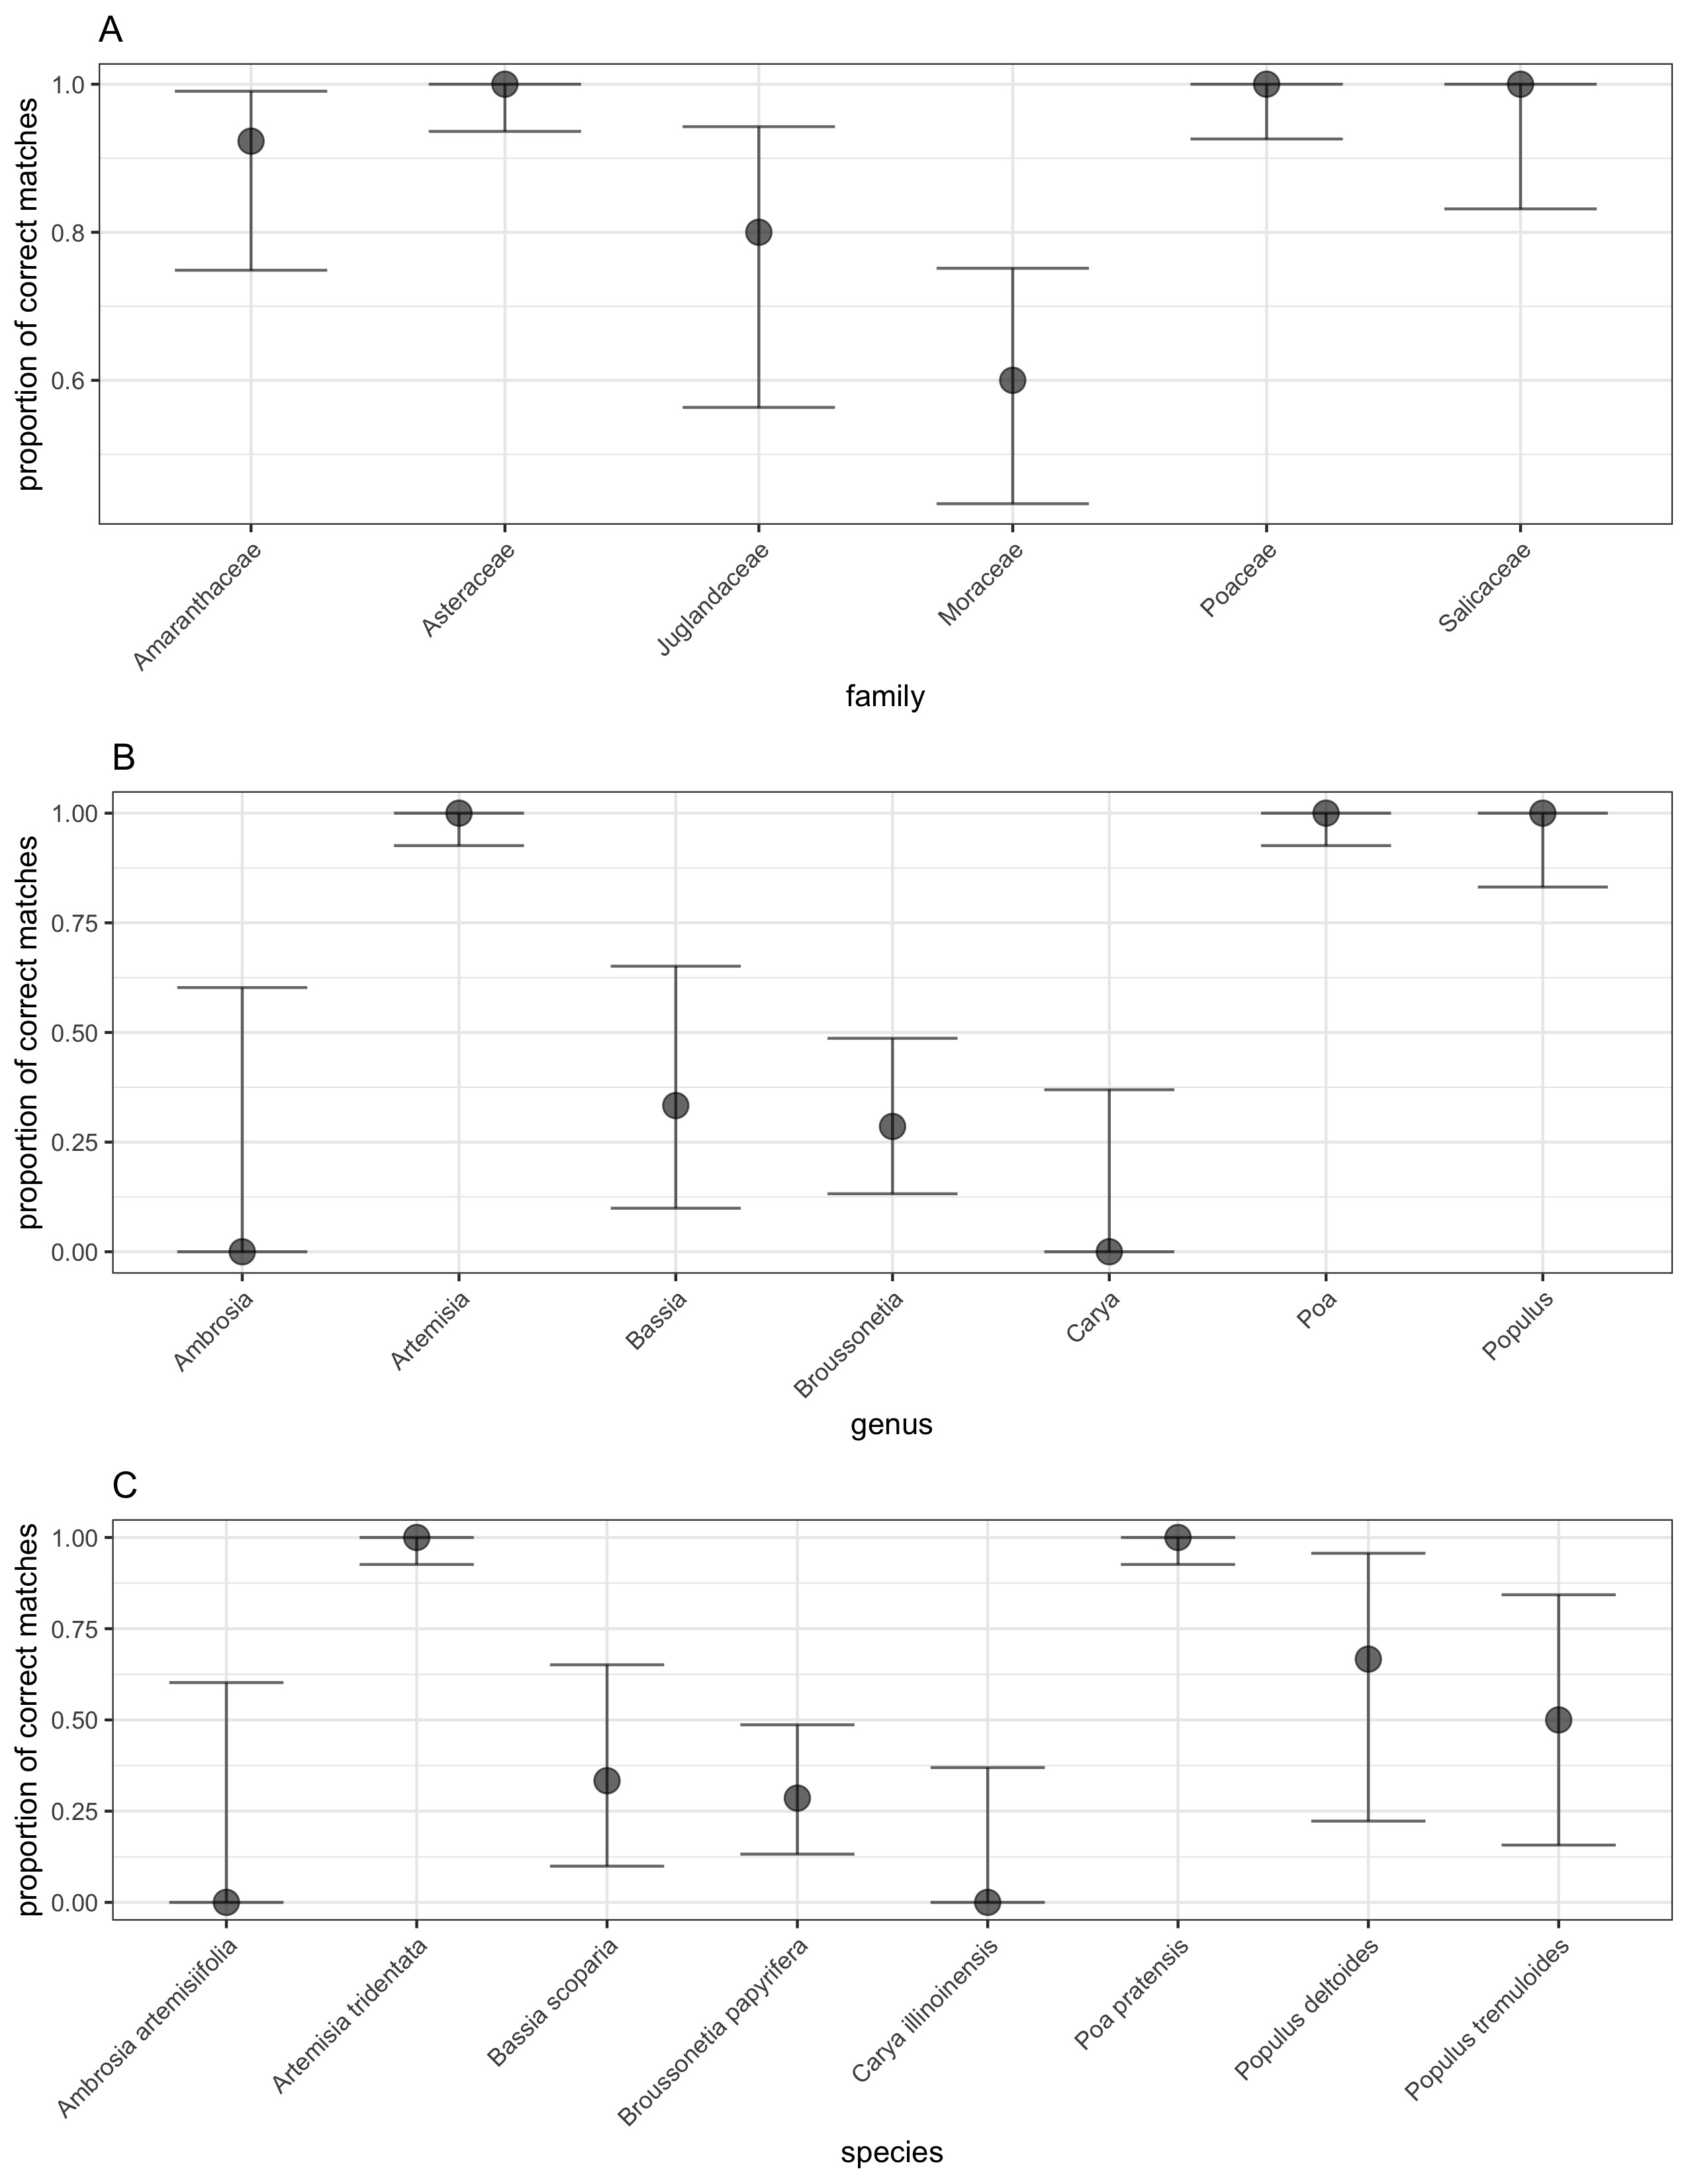 A
proportion of correct matches
1.0
0.8
0.6
Amaranthaceae
Asteraceae
Juglandaceae
Moraceae
Poaceae
Salicaceae
family
B
proportion of correct matches
1.00
0.75
0.50
0.25
0.00
Ambrosia
Artemisia
Bassia
Broussonetia
Carya
Poa
Populus
genus
C
proportion of correct matches
1.00
0.75
0.50
0.25
0.00
Ambrosia artemisiifolia
Artemisia tridentata
Bassia scoparia
Broussonetia papyrifera
Carya illinoinensis
Poa pratensis
Populus deltoides
Populus tremuloides
species